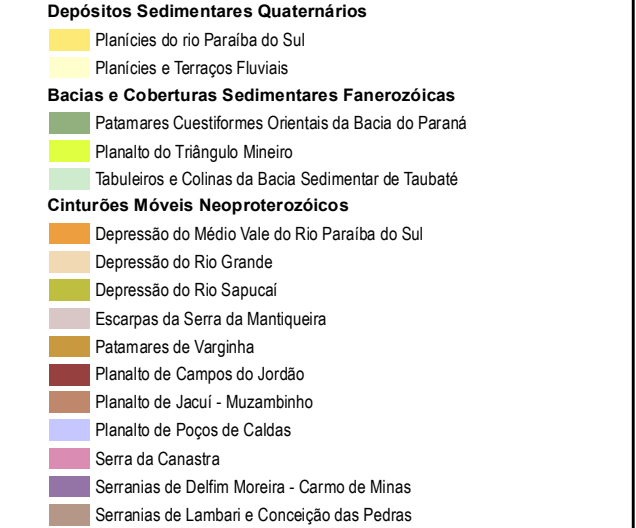 Depósitos Sedimentares Quaternários
Planícies do rio Paraíba do Sul
Planícies e Terraços Fluviais
Bacias e Coberturas Sedimentares Fanerozóicas
Patamares Cuestiformes Orientais da Bacia do Paraná
Planalto do Triângulo Mineiro
Tabuleiros e Colinas da Bacia Sedimentar de Taubaté
Cinturões Móveis Neoproterozóicos
Depressão do Médio Vale do Rio Paraíba do Sul
Depressão do Rio Grande
Depressão do Rio Sapucaí
Escarpas da Serra da Mantiqueira
Patamares de Varginha
Planalto de Campos do Jordão
Planalto de Jacuí - Muzambinho
Planalto de Poços de Caldas
Serra da Canastra
Serranias de Delfim Moreira - Carmo de Minas
Serranias de Lambari e Conceição das Pedras